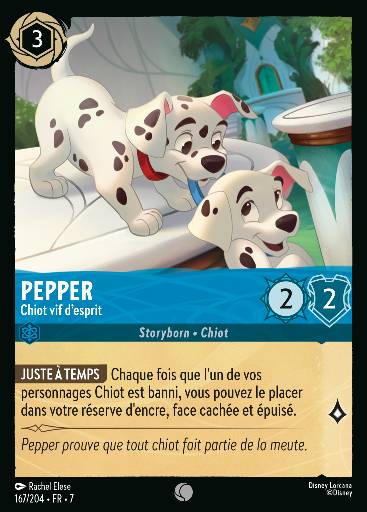 3
PEPPER
Chiot vif d'esprit
2
2
Storyborn • Chiot
JUSTE À TEMPS Chaque fois que l'un de vos
personnages Chiot est banni, vous pouvez le placer
dans votre réserve d'encre, face cachée et épuisé.
Pepper prouve que tout chiot fait partie de la meute.
Rachel Elese
167/204 • FR • 7
Disney Lorcana
©Disney